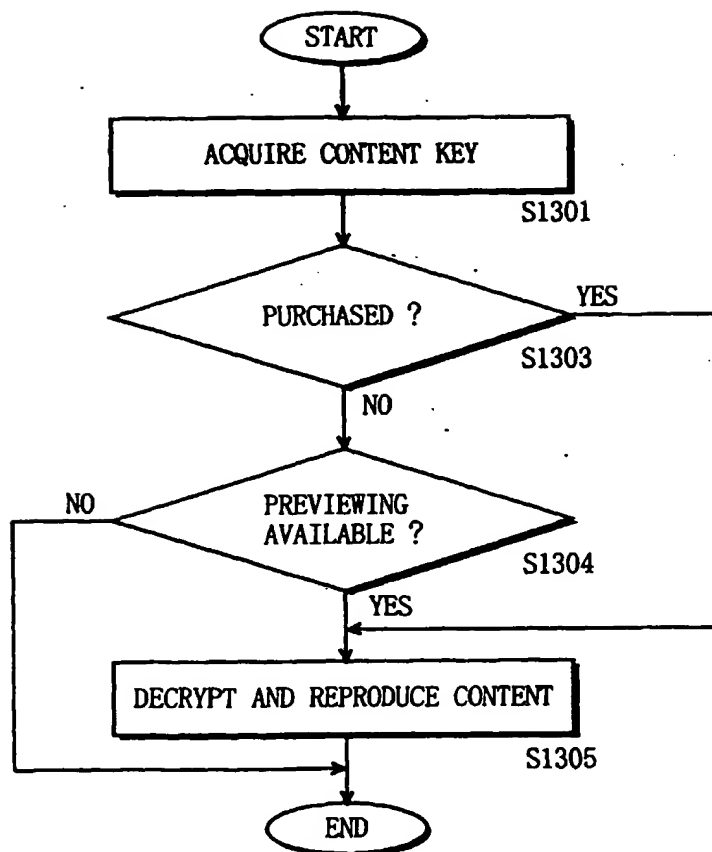 START
ACQUIRE CONTENT KEY
S1301
PURCHASED ?
YES
S1303
NO
NO
PREVIEWING
AVAILABLE ?
S1304
YES
DECRYPT AND REPRODUCE CONTENT
S1305
END